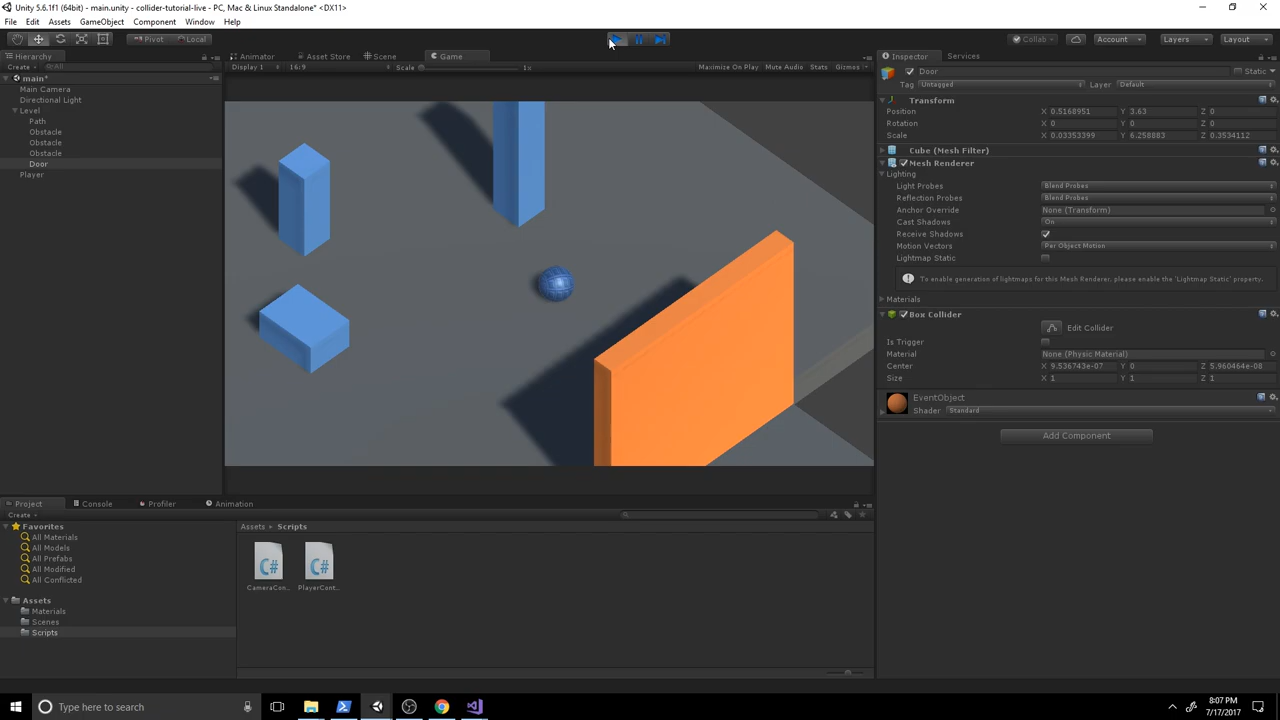 Unity 5.6.1f1 (64bit) - main.unity - collider-tutorial-live - PC, Mac & Linux Standalone* <DX11>
File Edit Assets GameObject Component Window Help
Pivot Local Collab Account Layers Layout
Hierarchy Animator Asset Store Scene Game Inspector Services
Create All Display 1 16:9 Scale 1x Maximize On Play Mute Audio Stats Gizmos
Door Static
main*
Tag Untagged Layer Default
Main Camera
Directional Light
Transform
Level
Position X 0.5168951 Y 3.63 Z 0
Path
Rotation X 0 Y 0 Z 0
Obstacle
Scale X 0.03353399 Y 6.258883 Z 0.3534112
Obstacle
Obstacle
Cube (Mesh Filter)
Door
Mesh Renderer
Player
Lighting
Light Probes Blend Probes
Reflection Probes Blend Probes
Anchor Override None (Transform)
Cast Shadows On
Receive Shadows
Motion Vectors Per Object Motion
Lightmap Static
To enable generation of lightmaps for this Mesh Renderer, please enable the 'Lightmap Static' property.
Materials
Box Collider
Edit Collider
Is Trigger
Material None (Physic Material)
Center X 9.536743e-07 Y 0 Z 5.960464e-08
Size X 1 Y 1 Z 1
EventObject
Shader Standard
Add Component
Project Console Profiler Animation
Create
Favorites
All Materials
All Models
All Prefabs
All Modified
All Conflicted
Assets
Materials
Scenes
Scripts
Assets ▸ Scripts
C# C#
CameraCon... PlayerCont...
Type here to search
8:07 PM
7/17/2017